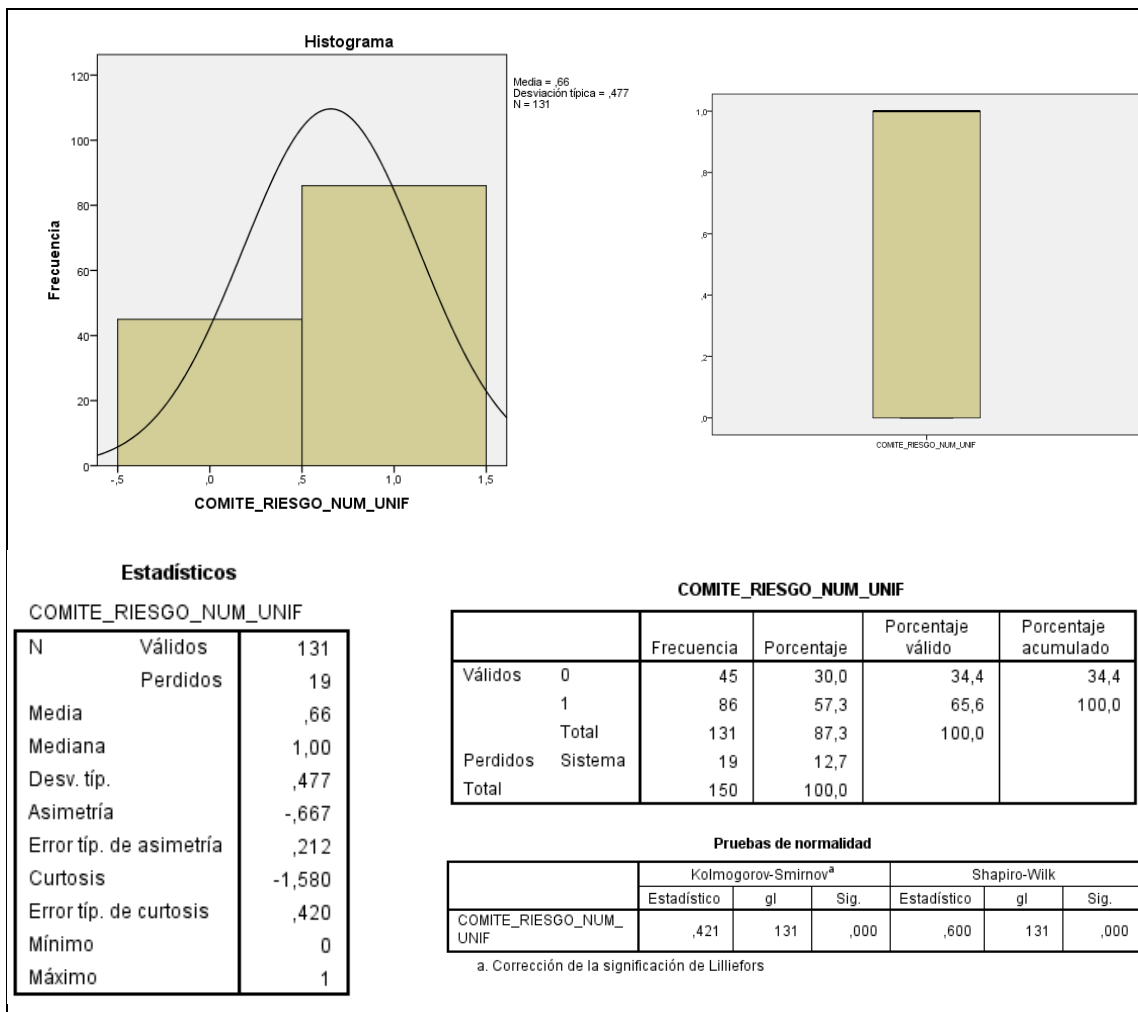 Histograma
Media = ,66
Desviación típica = ,477
N = 131
120
100
80
60
40
20
0
Frecuencia
-,5 ,0 ,5 1,0 1,5
COMITE_RIESGO_NUM_UNIF
1,0
,8
,6
,4
,2
,0
COMITE_RIESGO_NUM_UNIF
Estadísticos
COMITE_RIESGO_NUM_UNIF
N Válidos 131
Perdidos 19
Media ,66
Mediana 1,00
Desv. típ. ,477
Asimetría -,667
Error típ. de asimetría ,212
Curtosis -1,580
Error típ. de curtosis ,420
Mínimo 0
Máximo 1
COMITE_RIESGO_NUM_UNIF
Frecuencia Porcentaje Porcentaje válido Porcentaje acumulado
Válidos 0 45 30,0 34,4 34,4
1 86 57,3 65,6 100,0
Total 131 87,3 100,0
Perdidos Sistema 19 12,7
Total 150 100,0
Pruebas de normalidad
Kolmogorov-Smirnov^a Shapiro-Wilk
Estadístico gl Sig. Estadístico gl Sig.
COMITE_RIESGO_NUM_
UNIF ,421 131 ,000 ,600 131 ,000
a. Corrección de la significación de Lilliefors